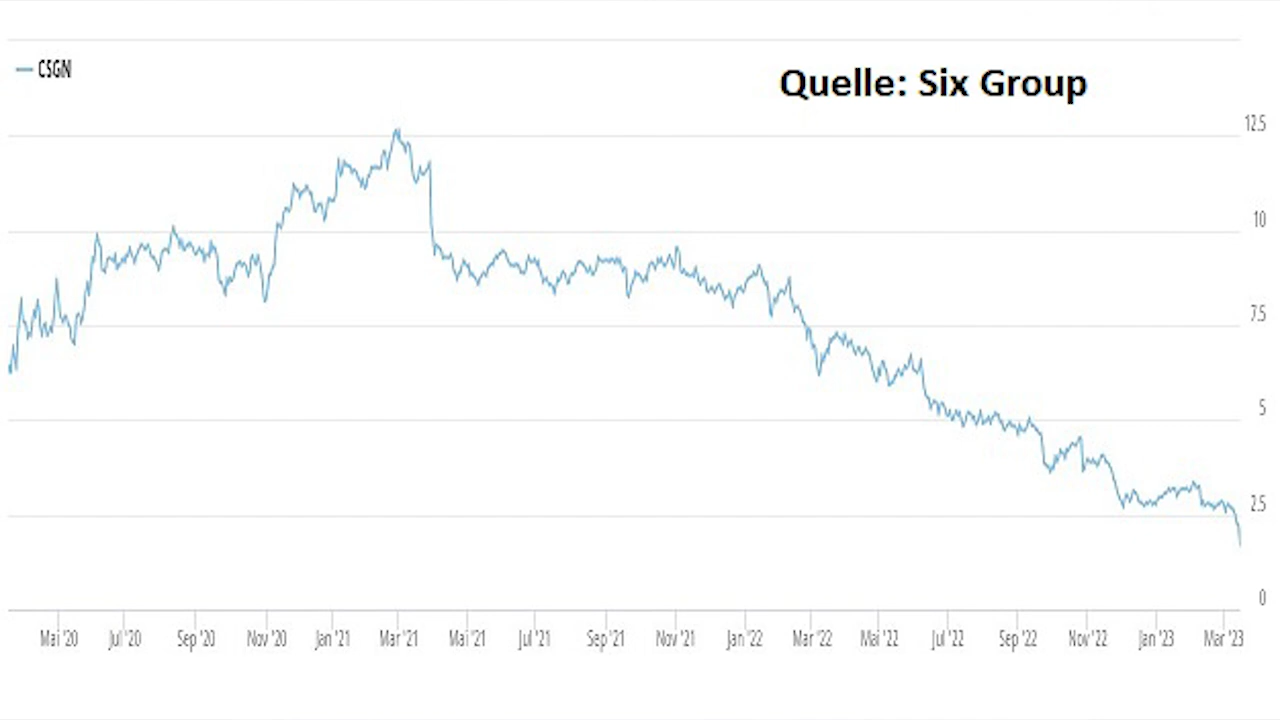 CSGN
Quelle: Six Group
12.5
10
7.5
5
2.5
0
Mai '20 Jul '20 Sep '20 Nov '20 Jan '21 Mar '21 Mai '21 Jul '21 Sep '21 Nov '21 Jan '22 Mar '22 Mai '22 Jul '22 Sep '22 Nov '22 Jan '23 Mar '23